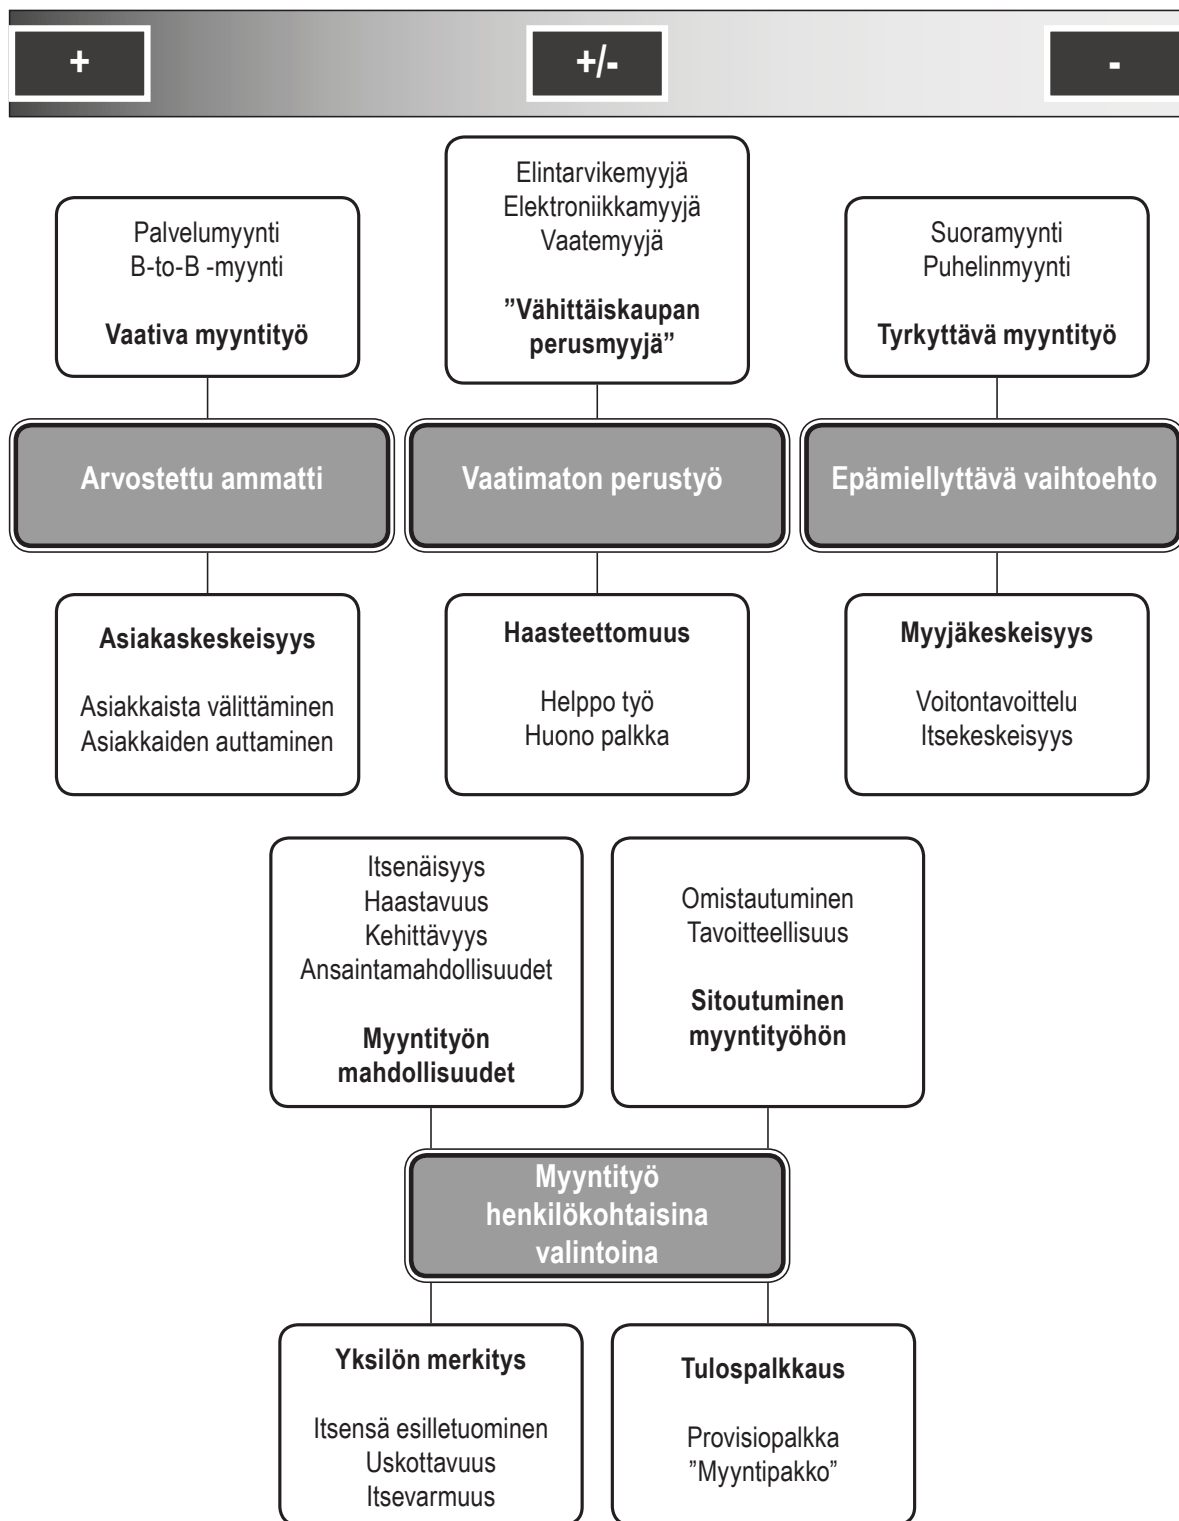 +
+/-
-
Palvelumyynti
B-to-B -myynti
Vaativa myyntityö
Elintarvikemyyjä
Elektroniikkamyyjä
Vaatemyyjä
”Vähittäiskaupan
perusmyyjä”
Suoramyynti
Puhelinmyynti
Tyrkyttävä myyntityö
Arvostettu ammatti
Vaatimaton perustyö
Epämiellyttävä vaihtoehto
Asiakaskeskeisyys
Asiakkaista välittäminen
Asiakkaiden auttaminen
Haasteettomuus
Helppo työ
Huono palkka
Myyjäkeskeisyys
Voitontavoittelu
Itsekeskeisyys
Itsenäisyys
Haastavuus
Kehittävyys
Ansaintamahdollisuudet
Myyntityön
mahdollisuudet
Omistautuminen
Tavoitteellisuus
Sitoutuminen
myyntityöhön
Myyntityö
henkilökohtaisina
valintoina
Yksilön merkitys
Itsensä esilletuominen
Uskottavuus
Itsevarmuus
Tulospalkkaus
Provisiopalkka
”Myyntipakko”